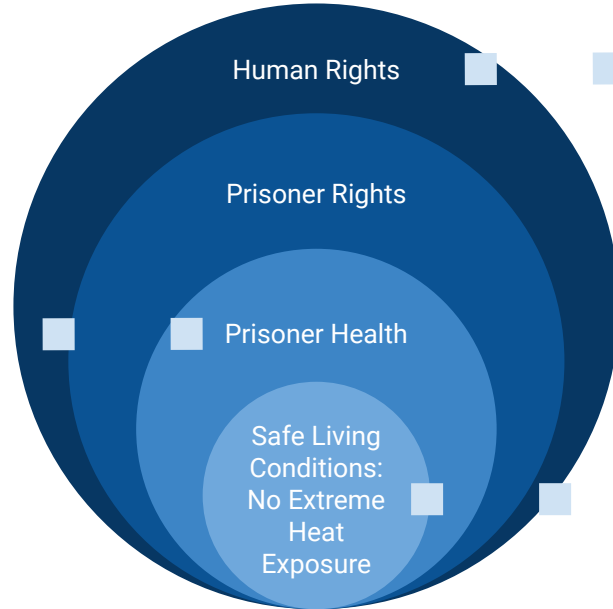 Human Rights
Prisoner Rights
Prisoner Health
Safe Living
Conditions:
No Extreme
Heat
Exposure